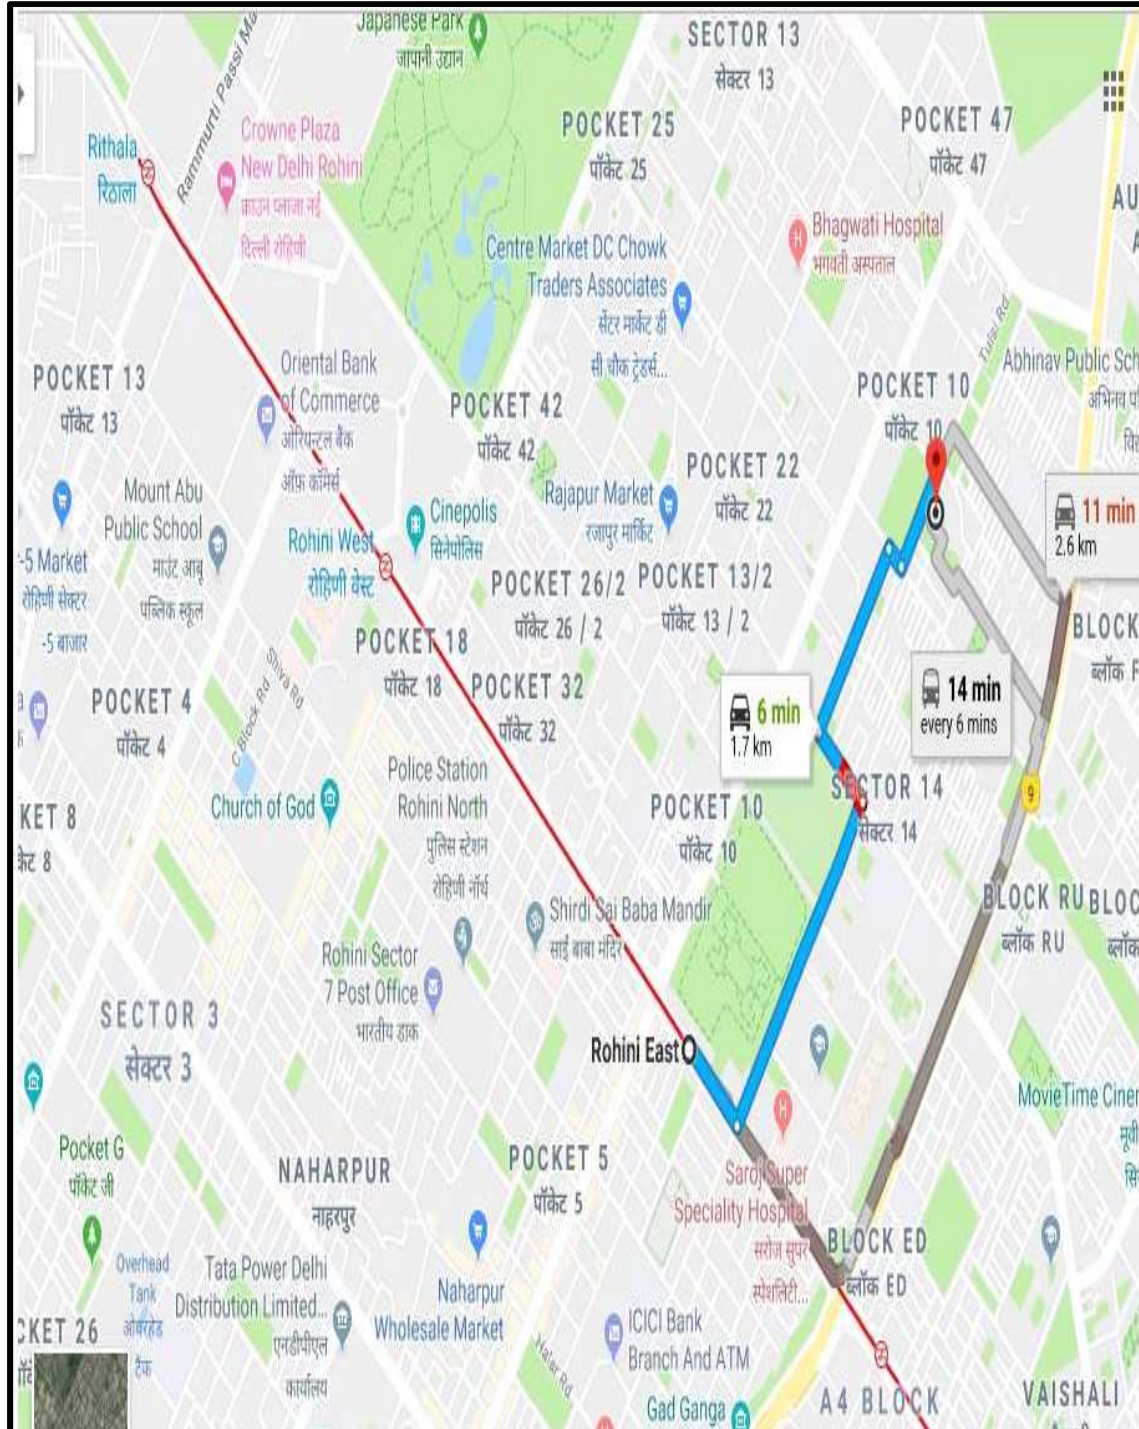 Japanese Park
जापानी उद्यान
SECTOR 13
सेक्टर 13
Rammurti Passi Ma
POCKET 25
पॉकेट 25
POCKET 47
पॉकेट 47
Rithala
रिठाला
Crowne Plaza
New Delhi Rohini
क्राउन प्लाजा नई
दिल्ली रोहिणी
AU
Bhagwati Hospital
भगवती अस्पताल
Centre Market DC Chowk
Traders Associates
सेंटर मार्केट डी
सी चौक ट्रेडर्स...
Tulsi Rd
Abhinav Public Sch
POCKET 13
पॉकेट 13
Oriental Bank
of Commerce
ओरिएन्टल बैंक
ऑफ़ कॉमर्स
POCKET 42
पॉकेट 42
POCKET 10
पॉकेट 10
POCKET 22
पॉकेट 22
Mount Abu
Public School
माउंट आबू
पब्लिक स्कूल
Rajapur Market
रजापुर मार्किट
Cinepolis
सिनेपोलिस
11 min
2.6 km
-5 Market
रोहिणी सेक्टर
-5 बाजार
Rohini West
रोहिणी वेस्ट
POCKET 26/2
पॉकेट 26 / 2
POCKET 13/2
पॉकेट 13 / 2
BLOCK
ब्लॉक F
POCKET 18
पॉकेट 18
POCKET 32
पॉकेट 32
Shiva Rd
C Block Rd
POCKET 4
पॉकेट 4
6 min
1.7 km
14 min
every 6 mins
Police Station
Rohini North
पुलिस स्टेशन
रोहिणी नॉर्थ
Church of God
POCKET 10
पॉकेट 10
SECTOR 14
सेक्टर 14
9
CKET 8
केट 8
BLOCK RU
ब्लॉक RU
BLOC
ब्लॉक
Shirdi Sai Baba Mandir
साई बाबा मंदिर
Rohini Sector
7 Post Office
भारतीय डाक
SECTOR 3
सेक्टर 3
Rohini East
MovieTime Ciner
Pocket G
पॉकेट जी
NAHARPUR
नाहरपुर
POCKET 5
पॉकेट 5
Saroj Super
Speciality Hospital
सरोज सुपर
स्पेशलिटी...
BLOCK ED
ब्लॉक ED
Overhead
Tank
ओवरहेड
टैंक
Tata Power Delhi
Distribution Limited...
एनडीपीएल
कार्यालय
Naharpur
Wholesale Market
ICICI Bank
Branch And ATM
CKET 26
Halar Rd
Gad Ganga
A4 BLOCK
VAISHALI